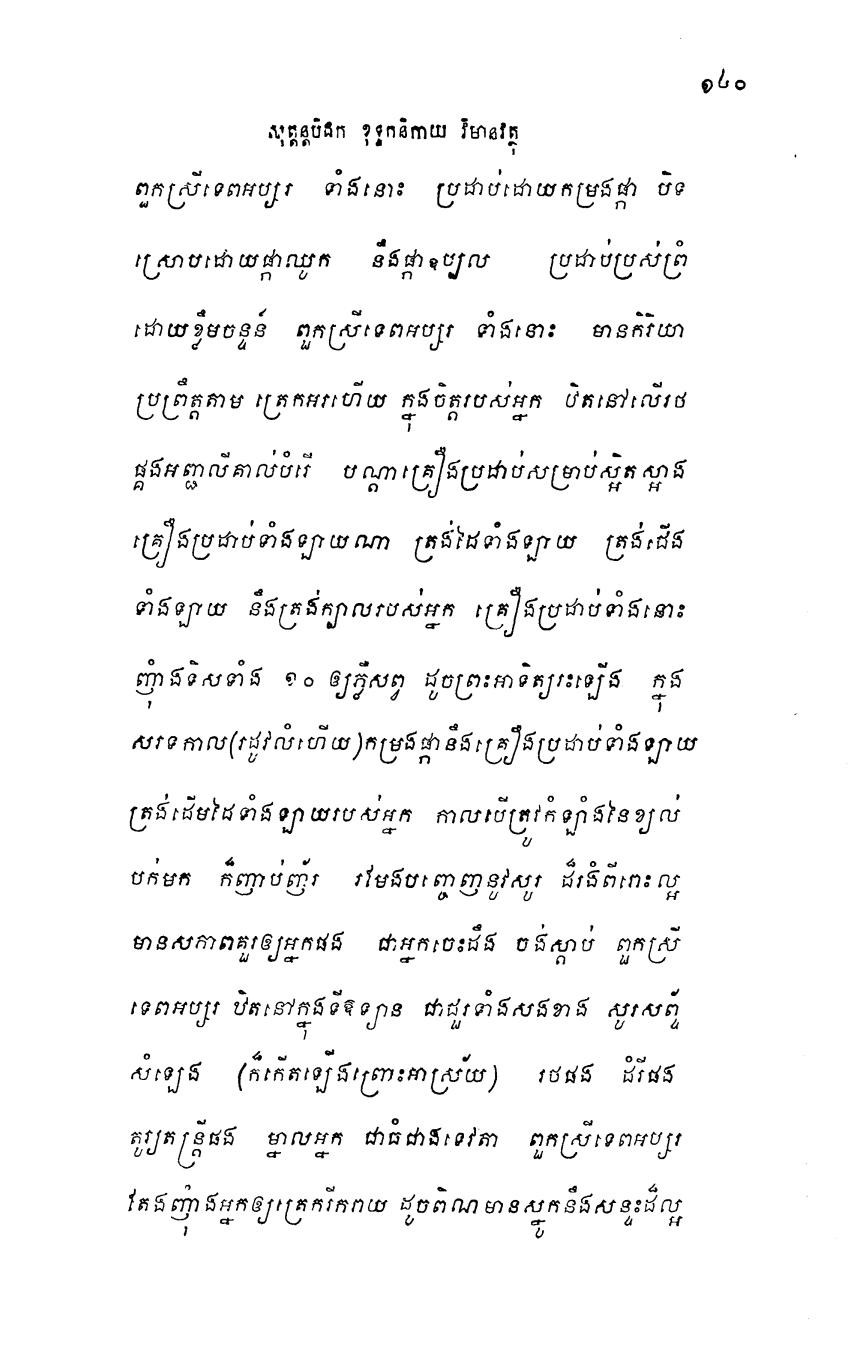 ១៤០
សុត្តន្តបិដក ខុទ្ទកនិកាយ វិមានវត្ថុ
ពួកស្រីទេពអប្សរ ទាំងនោះ ប្រដាប់ដោយកម្រងផ្កា បិទ
ស្រោបដោយផ្កាឈូក នឹងផ្កាឧប្បល ប្រដាប់ប្រស់ព្រំ
ដោយខ្លឹមចន្ទន៍ ពួកស្រីទេពអប្សរ ទាំងនោះ មានកិរិយា
ប្រព្រឹត្តតាម ត្រេកអរហើយ ក្នុងចិត្តរបស់អ្នក ឋិតនៅលើរថ
ផ្គងអញ្ជលីគាល់បំរើ បណ្តាគ្រឿងប្រដាប់សម្រាប់ស្អិតស្អាង
គ្រឿងប្រដាប់ទាំងឡាយណា ត្រង់ដៃទាំងឡាយ ត្រង់ជើង
ទាំងឡាយ នឹងត្រង់ក្បាលរបស់អ្នក គ្រឿងប្រដាប់ទាំងនោះ
ញុំាងទិសទាំង ១០ ឲ្យភ្លឺសព្វ ដូចព្រះអាទិត្យរះឡើង ក្នុង
សរទកាល(រដូវលំហើយ)កម្រងផ្កានឹងគ្រឿងប្រដាប់ទាំងឡាយ
ត្រង់ដើមដៃទាំងឡាយរបស់អ្នក កាលបើត្រូវកំឡាំងនៃខ្យល់
បក់មក ក៏ញាប់ញ័រ រមែងបញ្ចេញនូវសូរ ដ៏រងំពីរោះល្អ
មានសភាពគួរឲ្យអ្នកផង ជាអ្នកចេះដឹង ចង់ស្តាប់ ពួកស្រី
ទេពអប្សរ ឋិតនៅក្នុងទីឱទ្យាន ជាដួរទាំងសងខាង សូរសព្ទ័
សំឡេង (ក៏កើតឡើងព្រោះអាស្រ័យ) រថផង ដំរីផង
តូរ្យតន្ត្រីផង ម្នាលអ្នក ជាធំជាងទេវតា ពួកស្រីទេពអប្សរ
តែងញុំាងអ្នកឲ្យត្រេករីករាយ ដូចពិណមានស្នូកនឹងសន្ទះដ៏ល្អ